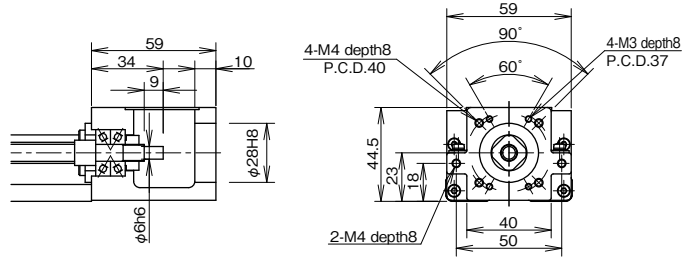 59
34
10
9
φ28H8
φ6h6
59
90°
4-M4 depth8
P.C.D.40
4-M3 depth8
P.C.D.37
60°
44.5
23
18
2-M4 depth8
40
50